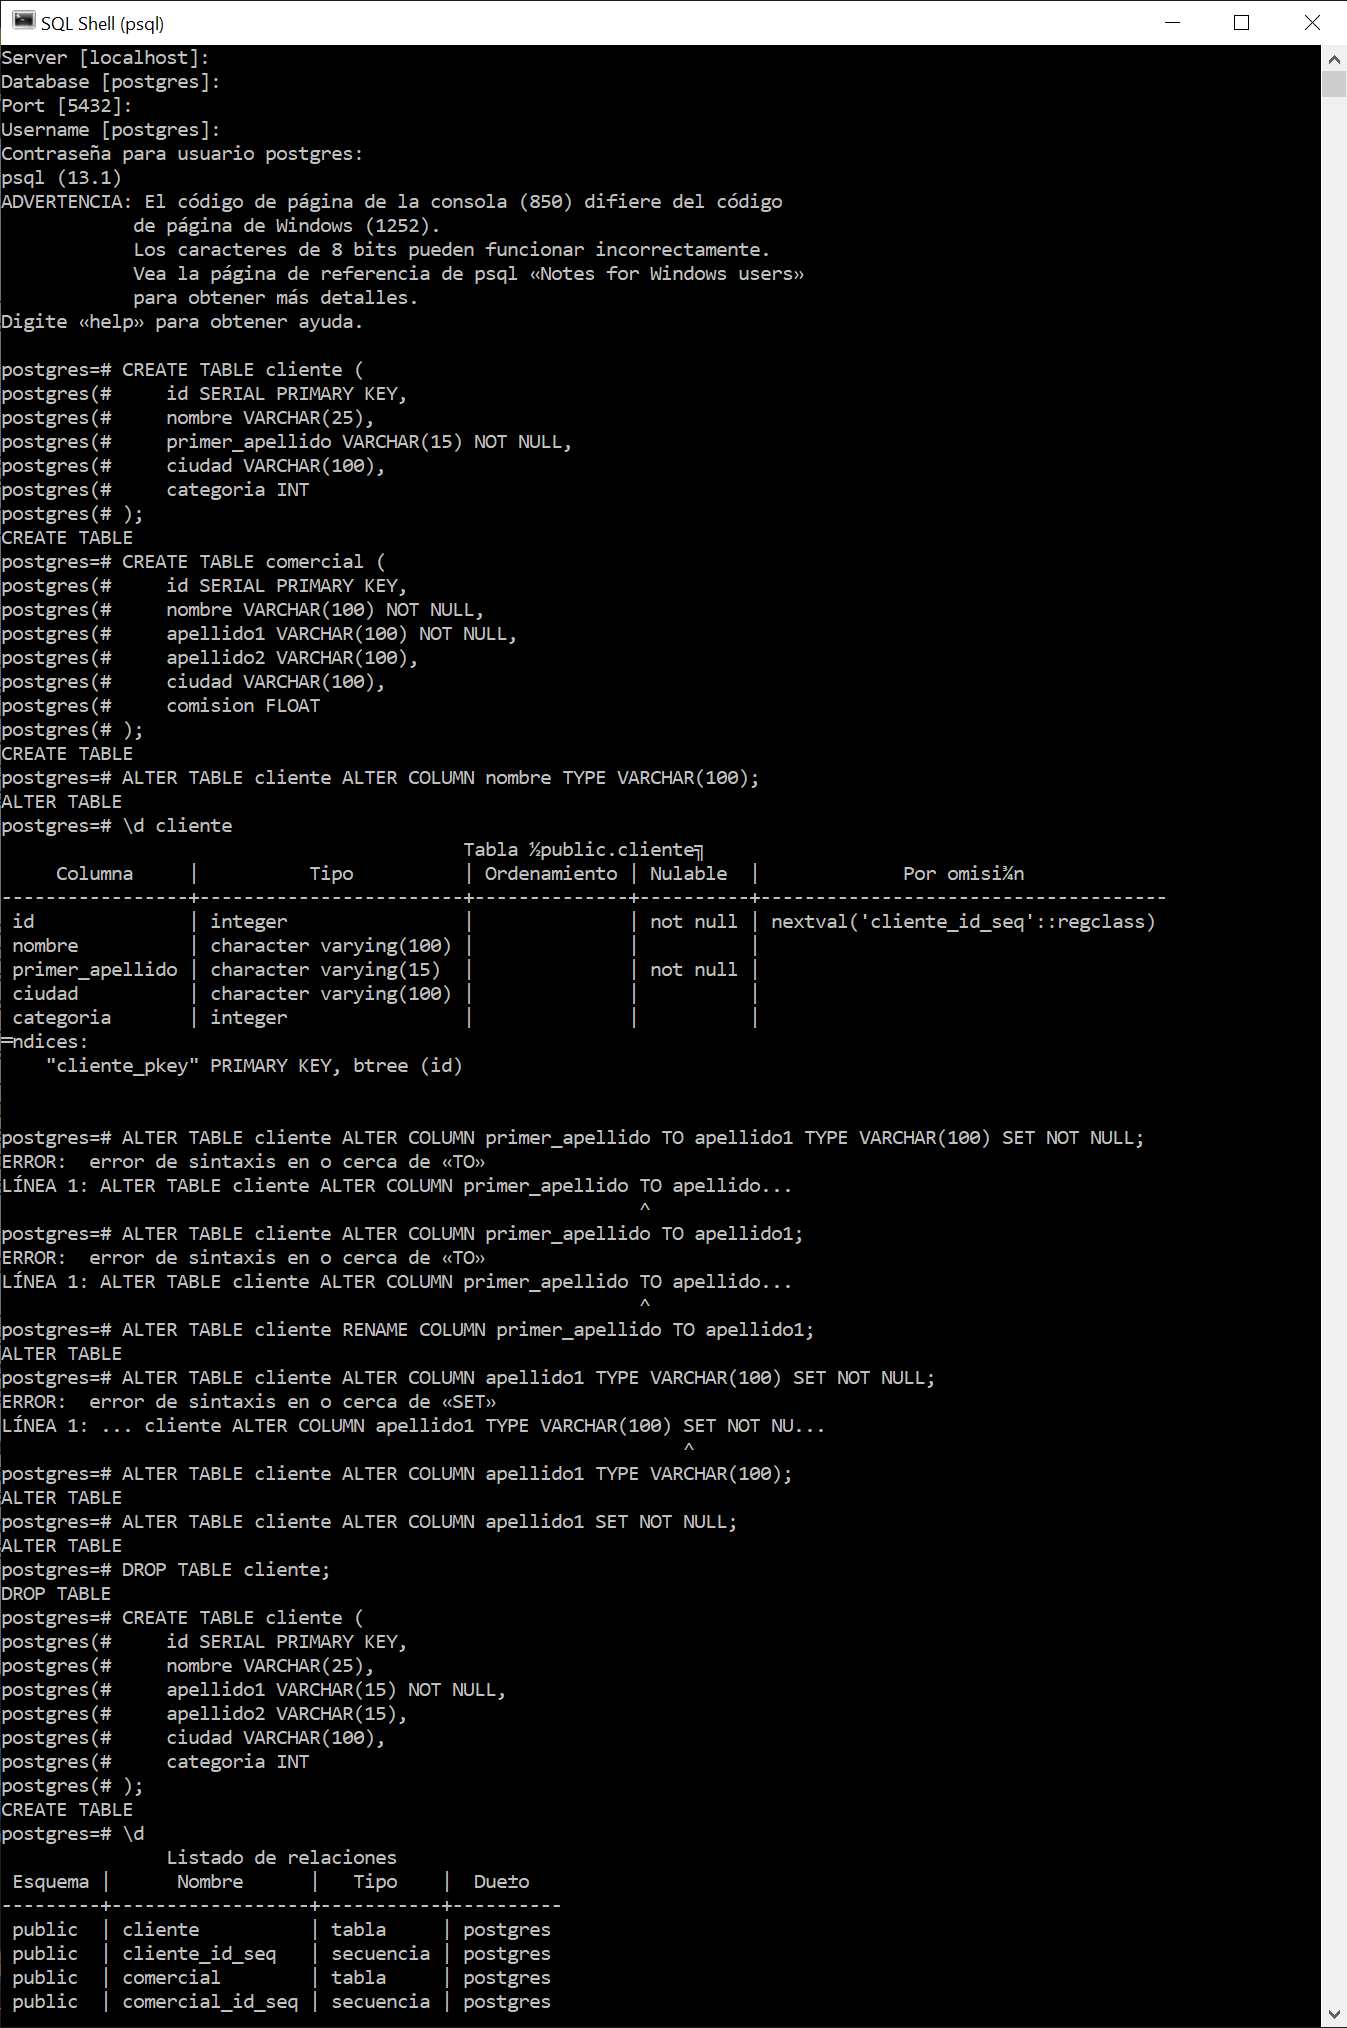 SQL Shell (psql)
Server [localhost]:
Database [postgres]:
Port [5432]:
Username [postgres]:
Contraseña para usuario postgres:
psql (13.1)
ADVERTENCIA: El código de página de la consola (850) difiere del código
            de página de Windows (1252).
            Los caracteres de 8 bits pueden funcionar incorrectamente.
            Vea la página de referencia de psql «Notes for Windows users»
            para obtener más detalles.
Digite «help» para obtener ayuda.

postgres=# CREATE TABLE cliente (
postgres(#     id SERIAL PRIMARY KEY,
postgres(#     nombre VARCHAR(25),
postgres(#     primer_apellido VARCHAR(15) NOT NULL,
postgres(#     ciudad VARCHAR(100),
postgres(#     categoria INT
postgres(# );
CREATE TABLE
postgres=# CREATE TABLE comercial (
postgres(#     id SERIAL PRIMARY KEY,
postgres(#     nombre VARCHAR(100) NOT NULL,
postgres(#     apellido1 VARCHAR(100) NOT NULL,
postgres(#     apellido2 VARCHAR(100),
postgres(#     ciudad VARCHAR(100),
postgres(#     comision FLOAT
postgres(# );
CREATE TABLE
postgres=# ALTER TABLE cliente ALTER COLUMN nombre TYPE VARCHAR(100);
ALTER TABLE
postgres=# \d cliente
                                          Tabla ½public.cliente╗
     Columna     |          Tipo          | Ordenamiento | Nulable  |             Por omisi¾n
-----------------+------------------------+--------------+----------+-------------------------------------
 id              | integer                |              | not null | nextval('cliente_id_seq'::regclass)
 nombre          | character varying(100) |              |          |
 primer_apellido | character varying(15)  |              | not null |
 ciudad          | character varying(100) |              |          |
 categoria       | integer                |              |          |
═ndices:
    "cliente_pkey" PRIMARY KEY, btree (id)

postgres=# ALTER TABLE cliente ALTER COLUMN primer_apellido TO apellido1 TYPE VARCHAR(100) SET NOT NULL;
ERROR:  error de sintaxis en o cerca de «TO»
LÍNEA 1: ALTER TABLE cliente ALTER COLUMN primer_apellido TO apellido...
                                                          ^
postgres=# ALTER TABLE cliente ALTER COLUMN primer_apellido TO apellido1;
ERROR:  error de sintaxis en o cerca de «TO»
LÍNEA 1: ALTER TABLE cliente ALTER COLUMN primer_apellido TO apellido...
                                                          ^
postgres=# ALTER TABLE cliente RENAME COLUMN primer_apellido TO apellido1;
ALTER TABLE
postgres=# ALTER TABLE cliente ALTER COLUMN apellido1 TYPE VARCHAR(100) SET NOT NULL;
ERROR:  error de sintaxis en o cerca de «SET»
LÍNEA 1: ... cliente ALTER COLUMN apellido1 TYPE VARCHAR(100) SET NOT NU...
                                                              ^
postgres=# ALTER TABLE cliente ALTER COLUMN apellido1 TYPE VARCHAR(100);
ALTER TABLE
postgres=# ALTER TABLE cliente ALTER COLUMN apellido1 SET NOT NULL;
ALTER TABLE
postgres=# DROP TABLE cliente;
DROP TABLE
postgres=# CREATE TABLE cliente (
postgres(#     id SERIAL PRIMARY KEY,
postgres(#     nombre VARCHAR(25),
postgres(#     apellido1 VARCHAR(15) NOT NULL,
postgres(#     apellido2 VARCHAR(15),
postgres(#     ciudad VARCHAR(100),
postgres(#     categoria INT
postgres(# );
CREATE TABLE
postgres=# \d
               Listado de relaciones
 Esquema |      Nombre      |   Tipo    |  Due±o
---------+------------------+-----------+----------
 public  | cliente          | tabla     | postgres
 public  | cliente_id_seq   | secuencia | postgres
 public  | comercial        | tabla     | postgres
 public  | comercial_id_seq | secuencia | postgres